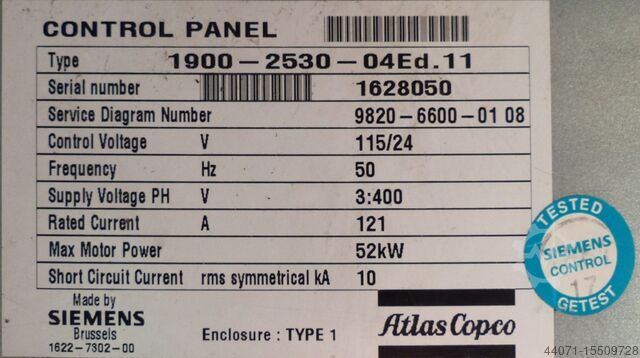 CONTROL PANEL
Type 1900-2530-04Ed.11
Serial number 1628050
Service Diagram Number 9820-6600-01 08
Control Voltage V 115/24
Frequency Hz 50
Supply Voltage PH V 3:400
Rated Current A 121
Max Motor Power 52kW
Short Circuit Current rms symmetrical kA 10
Made by
SIEMENS
Brussels
1622-7302-00
Enclosure : TYPE 1
Atlas Copco
TESTED
SIEMENS
CONTROL
17
GETEST
44071-15509728